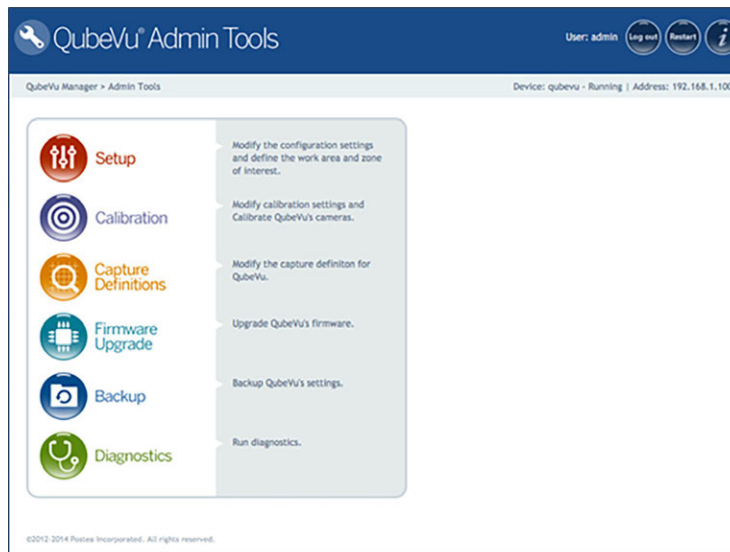 QubeVu® Admin Tools
User: admin
Log out
Restart
i
QubeVu Manager > Admin Tools
Device: qubevu - Running | Address: 192.168.1.100
Setup
Modify the configuration settings
and define the work area and zone
of interest.
Calibration
Modify calibration settings and
Calibrate QubeVu's cameras.
Capture
Definitions
Modify the capture definiton for
QubeVu.
Firmware
Upgrade
Upgrade QubeVu's firmware.
Backup
Backup QubeVu's settings.
Diagnostics
Run diagnostics.
©2012-2014 Postea Incorporated. All rights reserved.